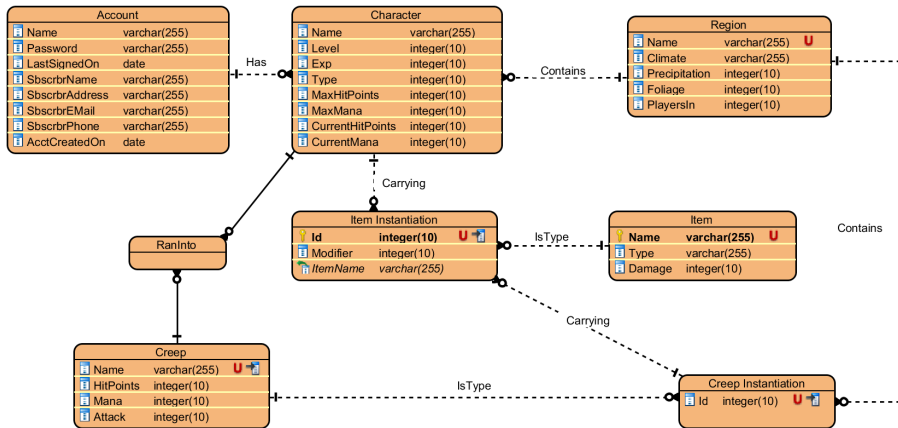 Account
Name varchar(255)
Password varchar(255)
LastSignedOn date
SbscrbrName varchar(255)
SbscrbrAddress varchar(255)
SbscrbrEMail varchar(255)
SbscrbrPhone varchar(255)
AcctCreatedOn date
Has
Character
Name varchar(255)
Level integer(10)
Exp integer(10)
Type integer(10)
MaxHitPoints integer(10)
MaxMana integer(10)
CurrentHitPoints integer(10)
CurrentMana integer(10)
Contains
Region
Name varchar(255) U
Climate varchar(255)
Precipitation integer(10)
Foliage integer(10)
PlayersIn integer(10)
Carrying
Item Instantiation
Id integer(10) U
Modifier integer(10)
ItemName varchar(255)
IsType
Item
Name varchar(255) U
Type varchar(255)
Damage integer(10)
Contains
RanInto
Carrying
Creep
Name varchar(255) U
HitPoints integer(10)
Mana integer(10)
Attack integer(10)
IsType
Creep Instantiation
Id integer(10) U